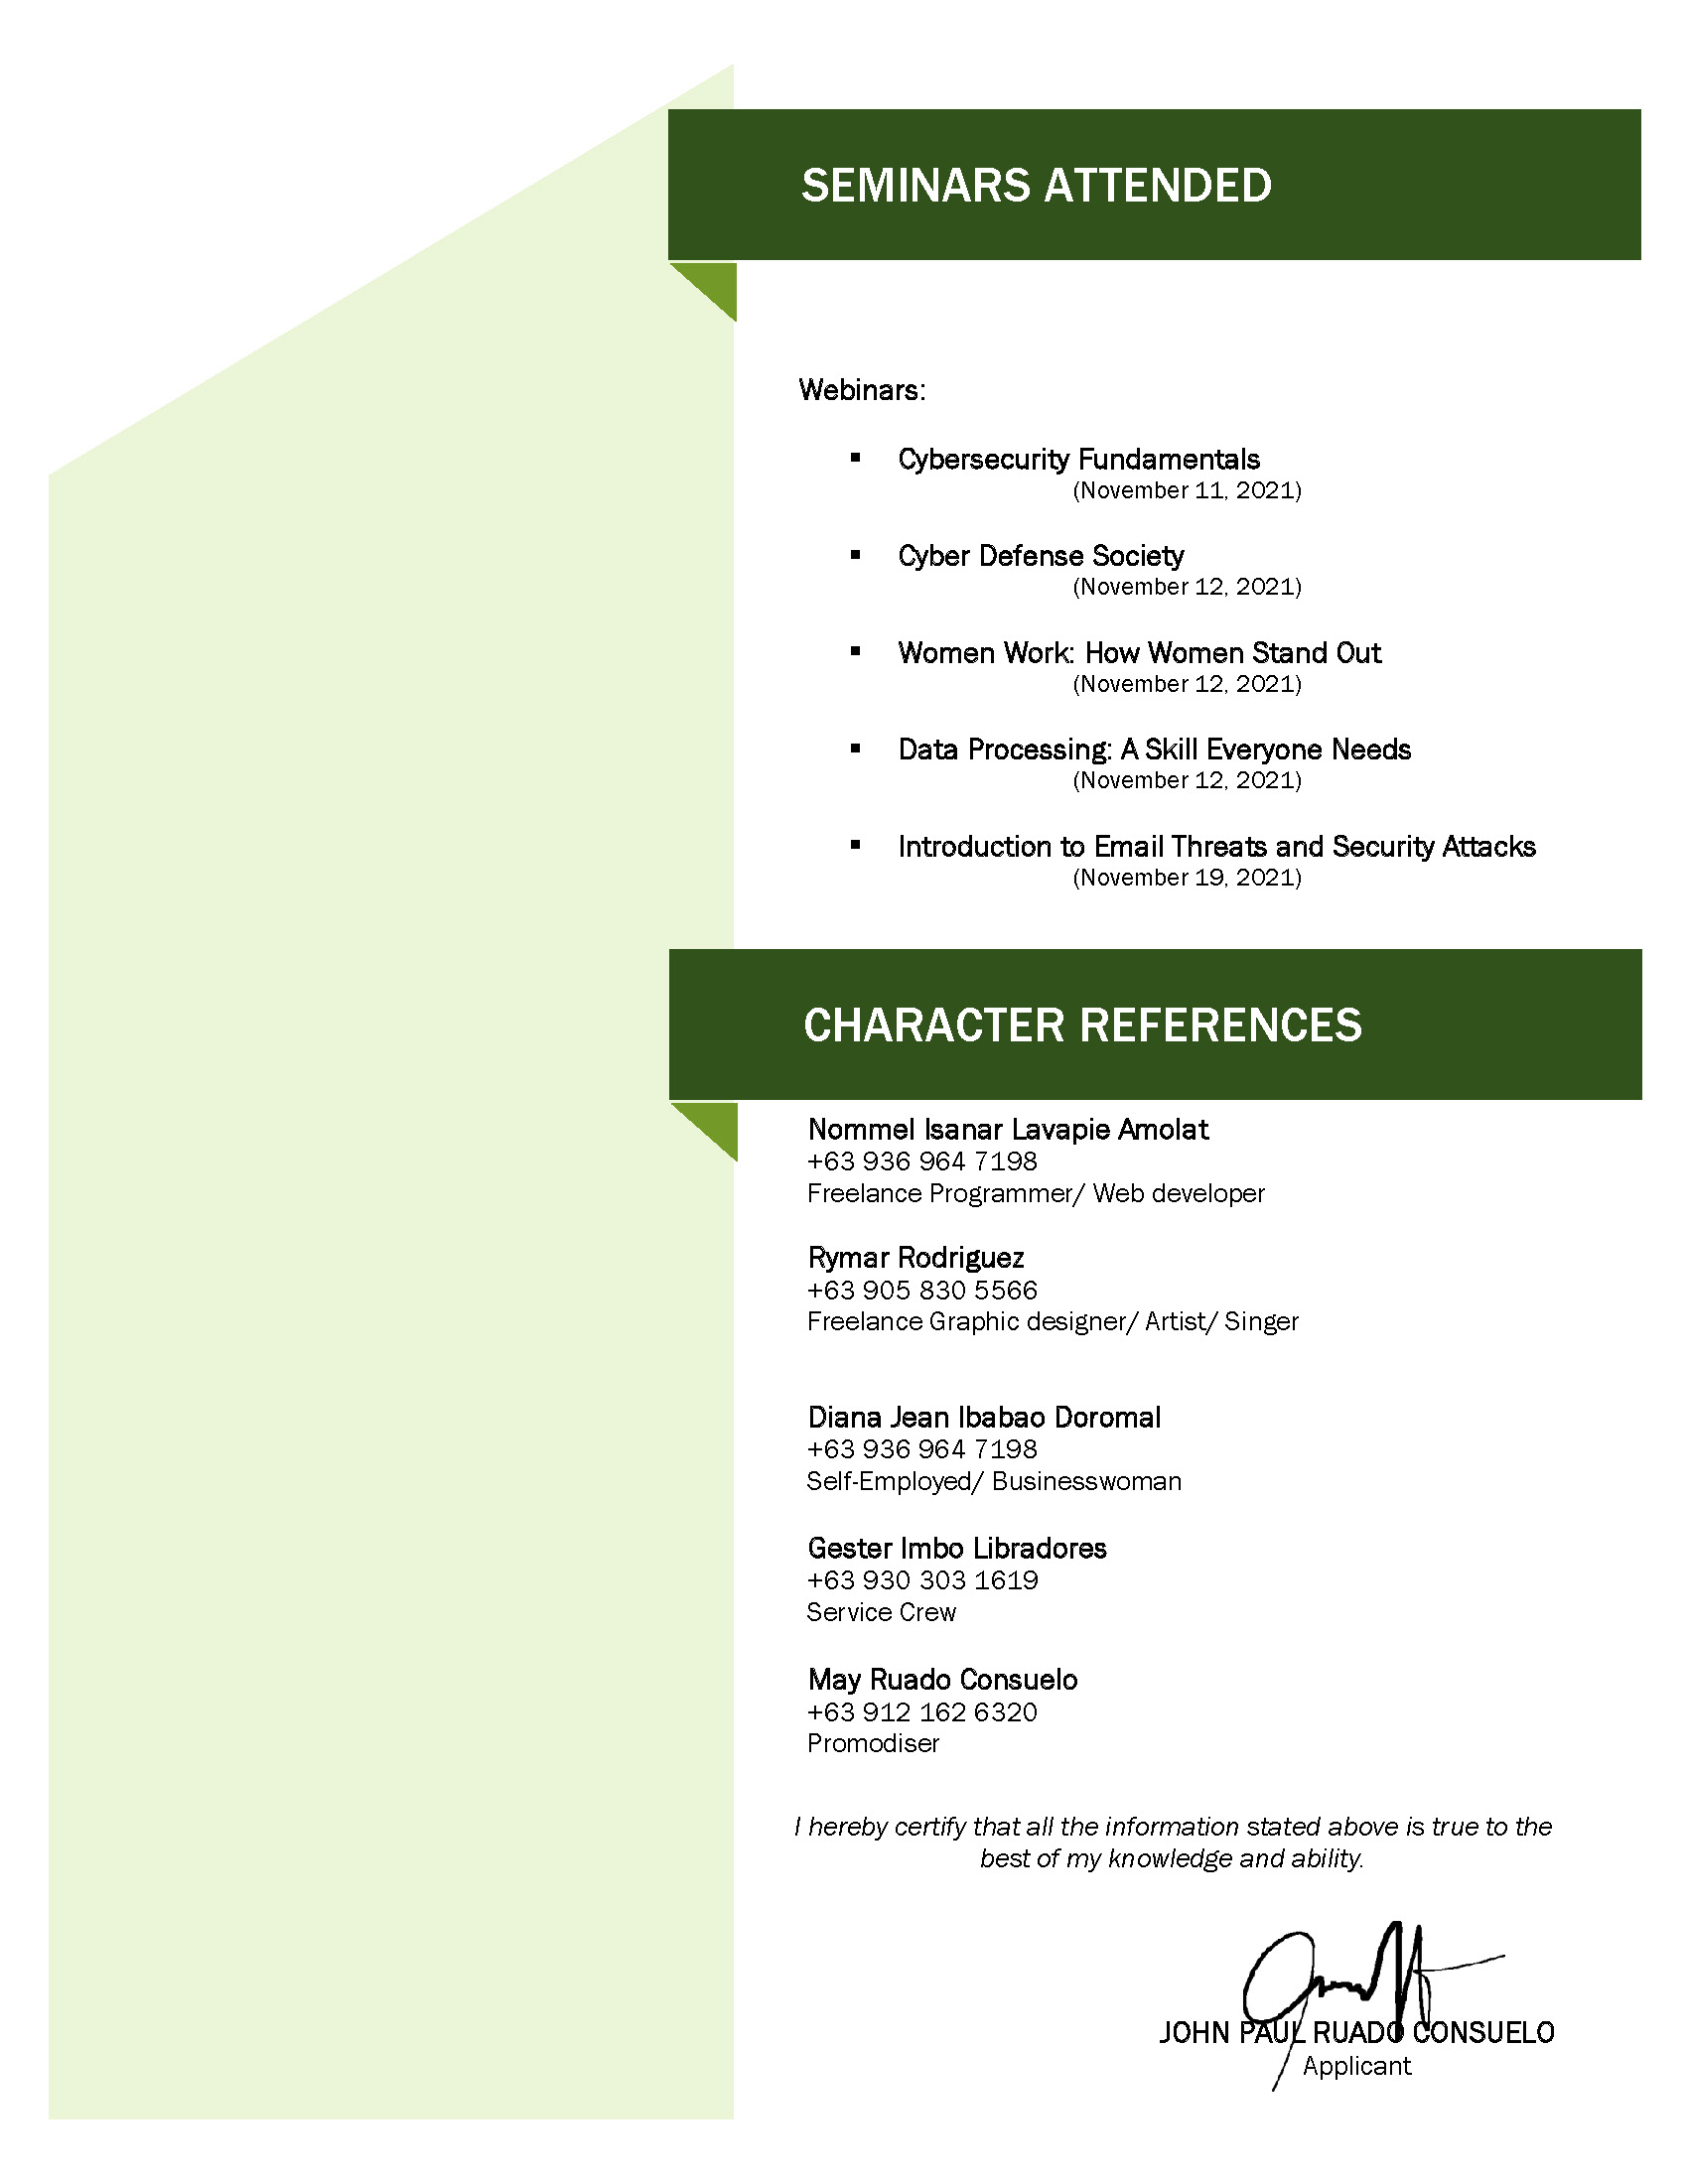 SEMINARS ATTENDED
Webinars:
▪ Cybersecurity Fundamentals
(November 11, 2021)
▪ Cyber Defense Society
(November 12, 2021)
▪ Women Work: How Women Stand Out
(November 12, 2021)
▪ Data Processing: A Skill Everyone Needs
(November 12, 2021)
▪ Introduction to Email Threats and Security Attacks
(November 19, 2021)
CHARACTER REFERENCES
Nommel Isanar Lavapie Amolat
+63 936 964 7198
Freelance Programmer/ Web developer
Rymar Rodriguez
+63 905 830 5566
Freelance Graphic designer/ Artist/ Singer
Diana Jean Ibabao Doromal
+63 936 964 7198
Self-Employed/ Businesswoman
Gester Imbo Libradores
+63 930 303 1619
Service Crew
May Ruado Consuelo
+63 912 162 6320
Promodiser
I hereby certify that all the information stated above is true to the
best of my knowledge and ability.
JOHN PAUL RUADO CONSUELO
Applicant